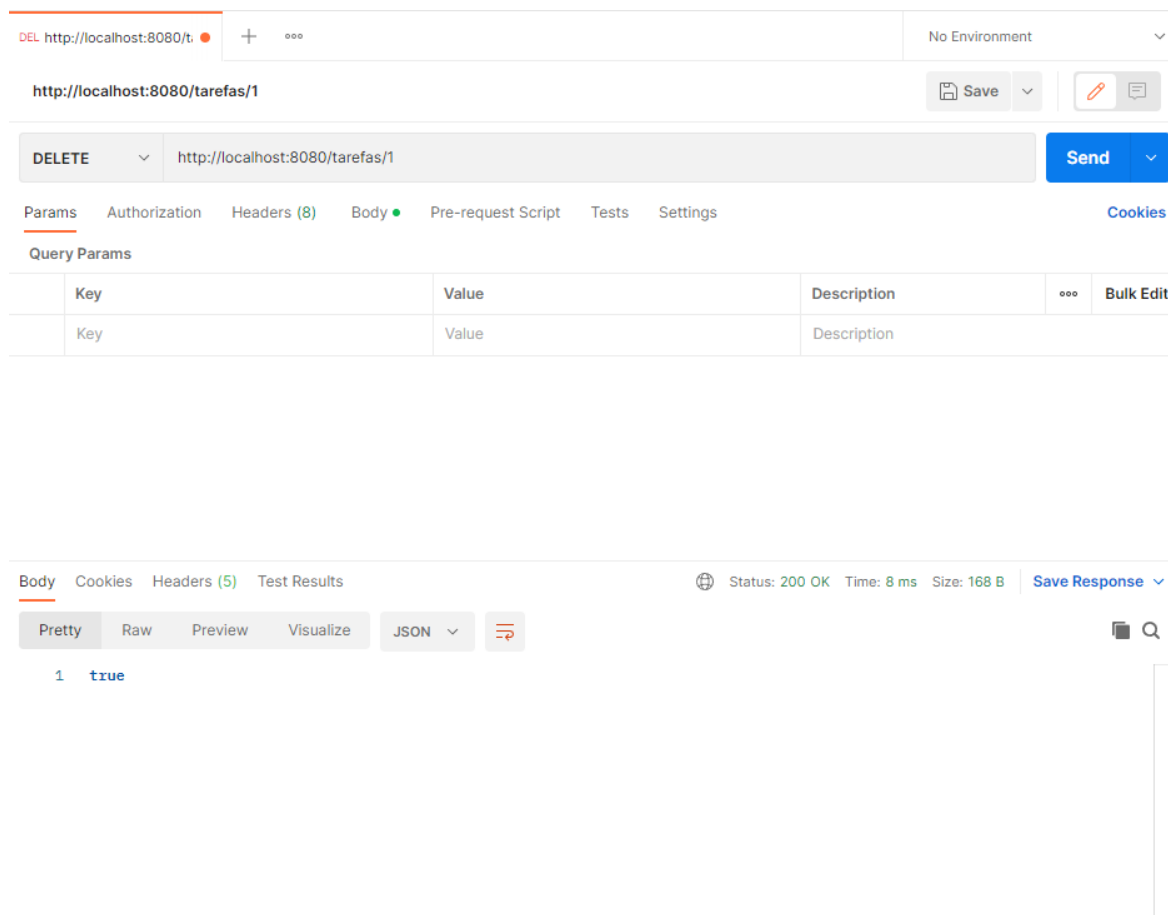 DEL http://localhost:8080/t. No Environment
http://localhost:8080/tarefas/1 Save
DELETE http://localhost:8080/tarefas/1 Send
Params Authorization Headers (8) Body Pre-request Script Tests Settings Cookies
Query Params
Key Value Description Bulk Edit
Key Value Description
Body Cookies Headers (5) Test Results Status: 200 OK Time: 8 ms Size: 168 B Save Response
Pretty Raw Preview Visualize JSON
1 true